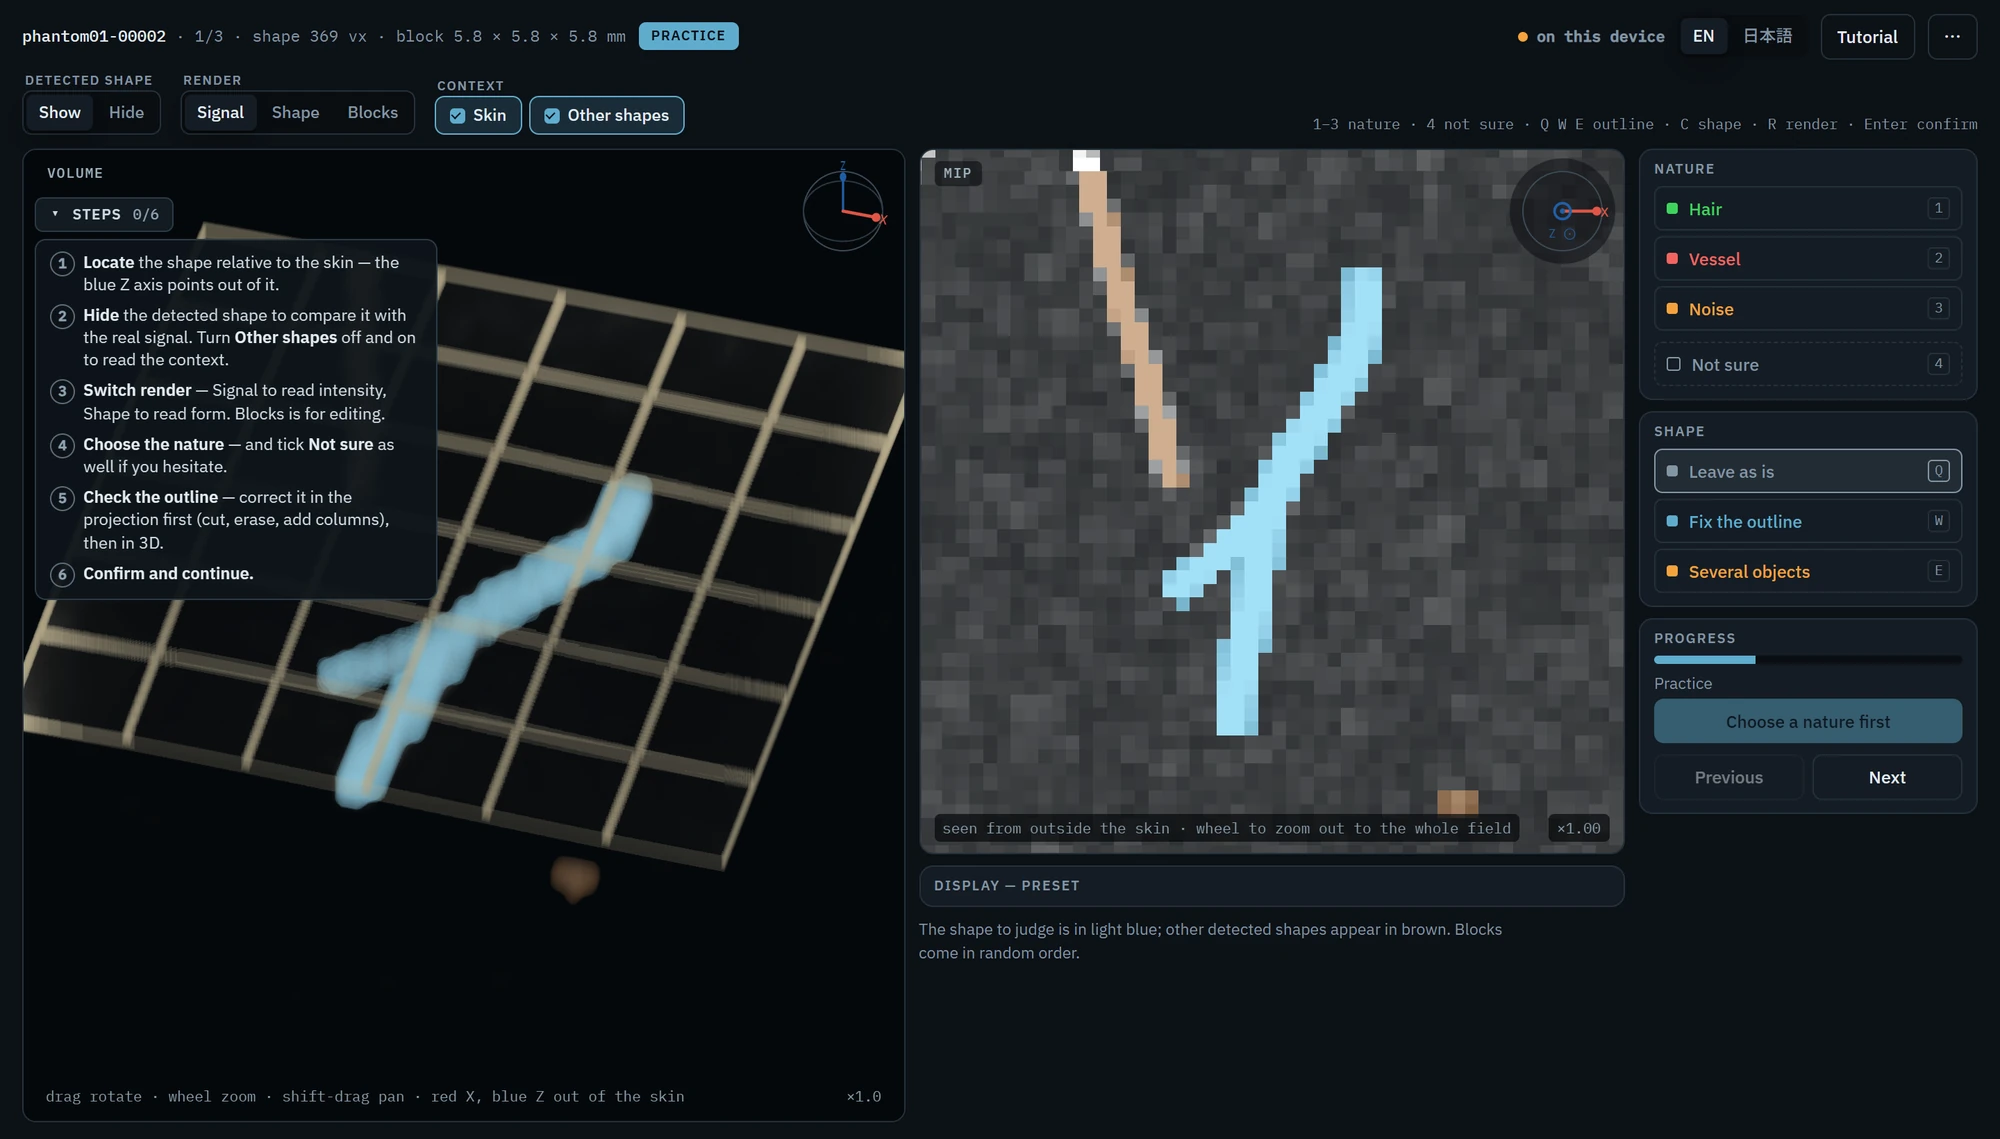 phantom01-00002 · 1/3 · shape 369 vx · block 5.8 × 5.8 × 5.8 mm PRACTICE
on this device EN 日本語 Tutorial ···
DETECTED SHAPE RENDER CONTEXT
Show Hide Signal Shape Blocks Skin Other shapes
1–3 nature · 4 not sure · Q W E outline · C shape · R render · Enter confirm
VOLUME
Z
X
STEPS 0/6
1 Locate the shape relative to the skin — the
blue Z axis points out of it.
2 Hide the detected shape to compare it with
the real signal. Turn Other shapes off and on
to read the context.
3 Switch render — Signal to read intensity,
Shape to read form. Blocks is for editing.
4 Choose the nature — and tick Not sure as
well if you hesitate.
5 Check the outline — correct it in the
projection first (cut, erase, add columns),
then in 3D.
6 Confirm and continue.
drag rotate · wheel zoom · shift-drag pan · red X, blue Z out of the skin ×1.0
MIP
X
Z
seen from outside the skin · wheel to zoom out to the whole field ×1.00
DISPLAY — PRESET
The shape to judge is in light blue; other detected shapes appear in brown. Blocks
come in random order.
NATURE
Hair 1
Vessel 2
Noise 3
Not sure 4
SHAPE
Leave as is Q
Fix the outline W
Several objects E
PROGRESS
Practice
Choose a nature first
Previous Next